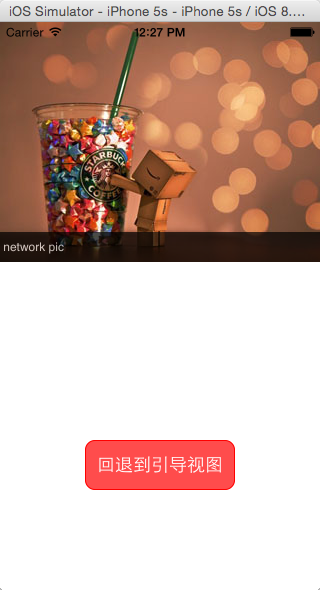 iOS Simulator - iPhone 5s - iPhone 5s / iOS 8....
Carrier 12:27 PM
STARBUCKS
COFFEE
network pic
回退到引导视图